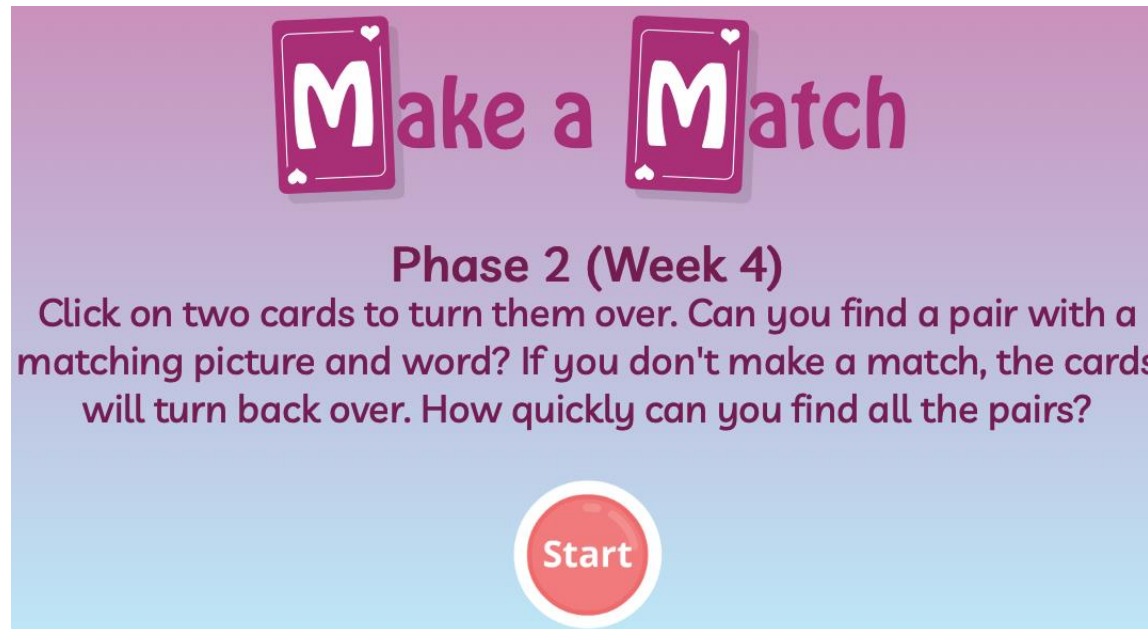 Make a Match
Phase 2 (Week 4)
Click on two cards to turn them over. Can you find a pair with a
matching picture and word? If you don't make a match, the cards
will turn back over. How quickly can you find all the pairs?
Start